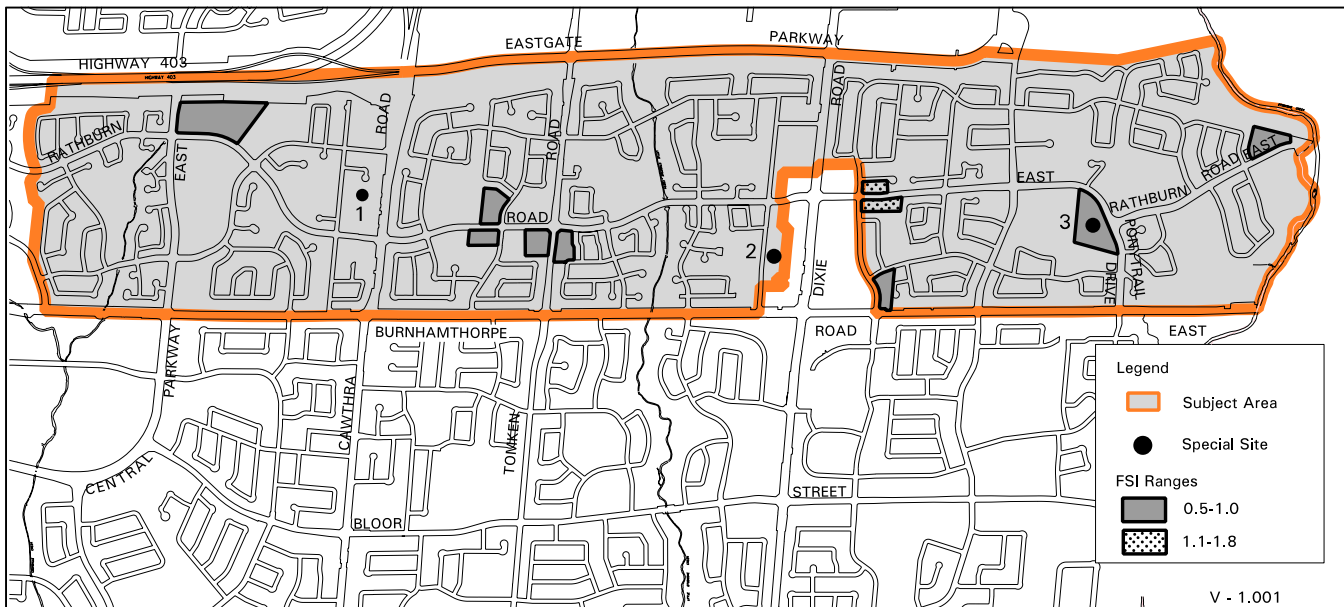 EASTGATE PARKWAY
HIGHWAY 403
HIGHWAY 403
RATHBURN
EAST
ROAD
ROAD
ROAD
ROAD
EAST
RATHBURN
ROAD
EAST
1
2
3
PONYTRAIL
DRIVE
DIXIE
BURNHAMTHORPE
ROAD
EAST
PARKWAY
CAWTHRA
TOMKEN
CENTRAL
BLOOR
STREET
Legend
Subject Area
Special Site
FSI Ranges
0.5-1.0
1.1-1.8
V - 1.001